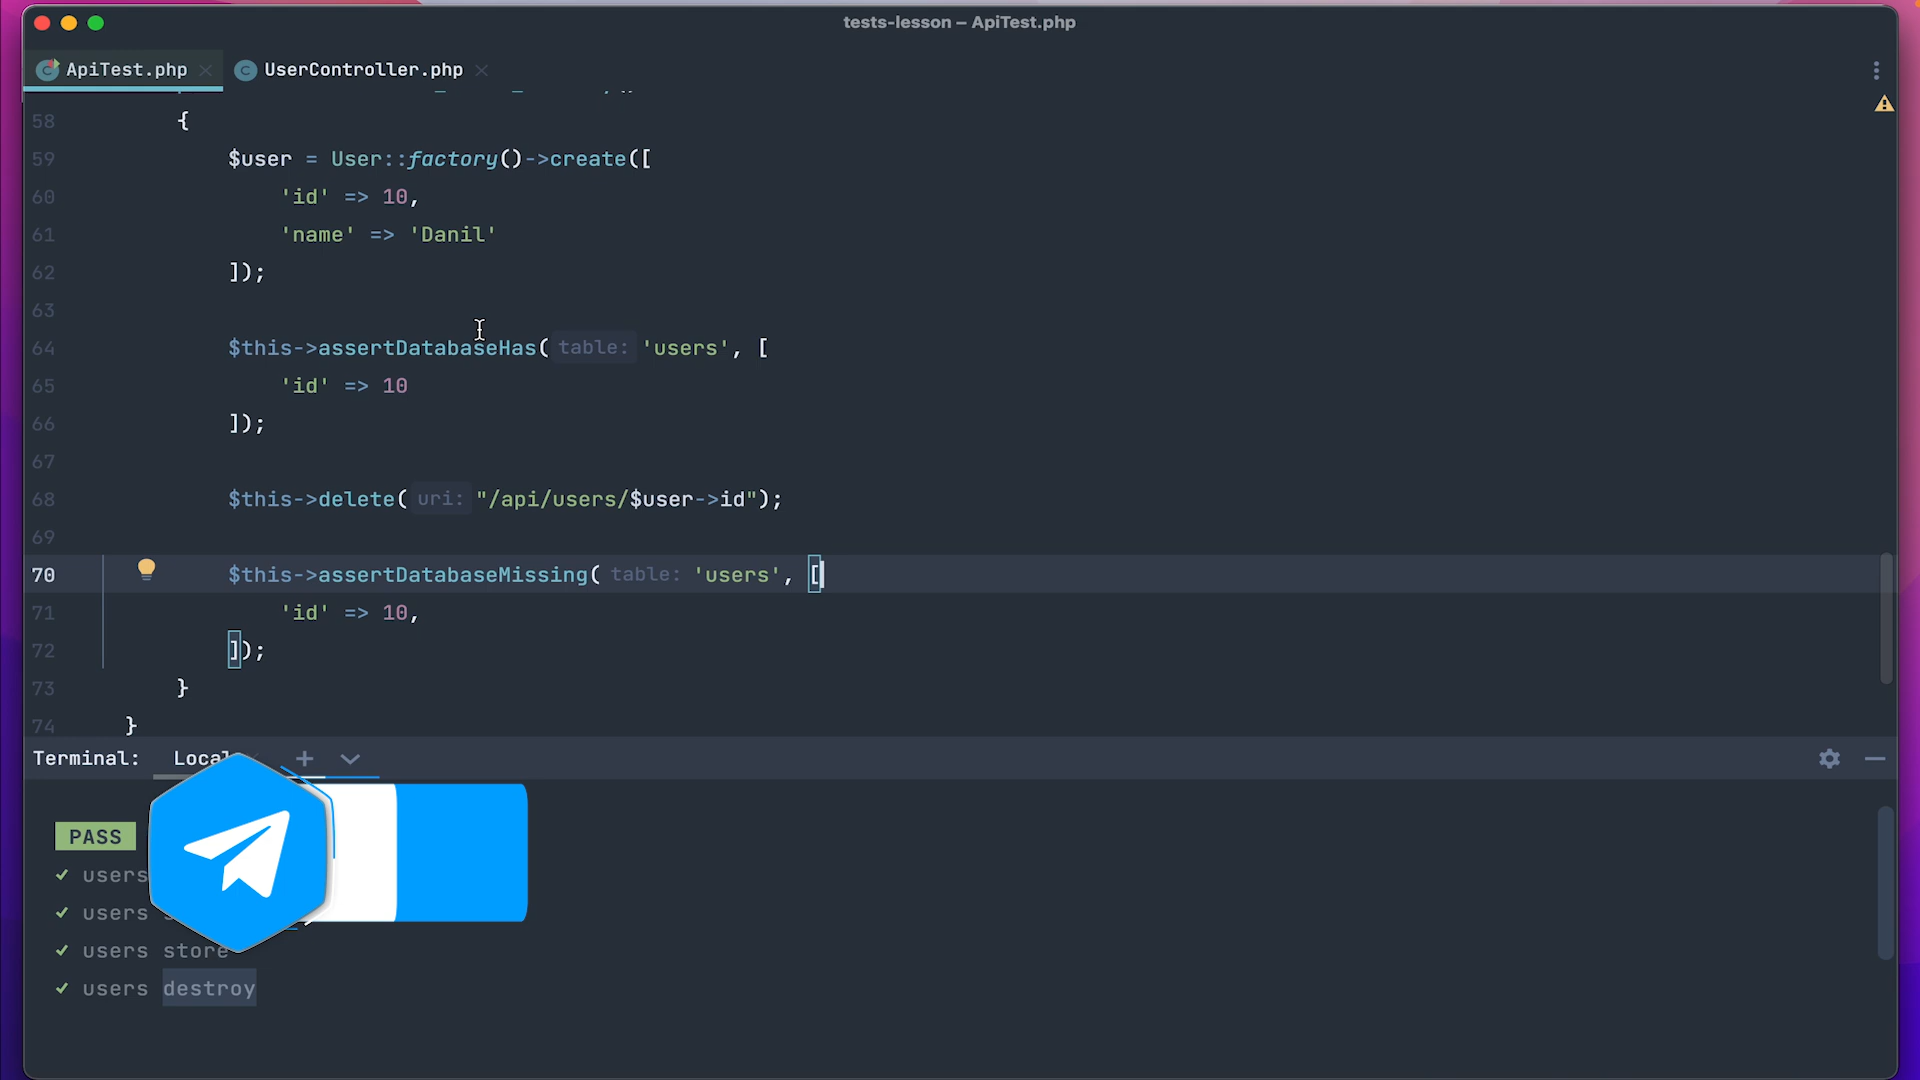 tests-lesson – ApiTest.php
ApiTest.php
UserController.php
58 {
59 $user = User::factory()->create([
60 'id' => 10,
61 'name' => 'Danil'
62 ]);
63
64 $this->assertDatabaseHas( table: 'users', [
65 'id' => 10
66 ]);
67
68 $this->delete( uri: "/api/users/$user->id");
69
70 $this->assertDatabaseMissing( table: 'users', [
71 'id' => 10,
72 ]);
73 }
74 }
Terminal: Local
PASS
✓ users
✓ users
✓ users store
✓ users destroy